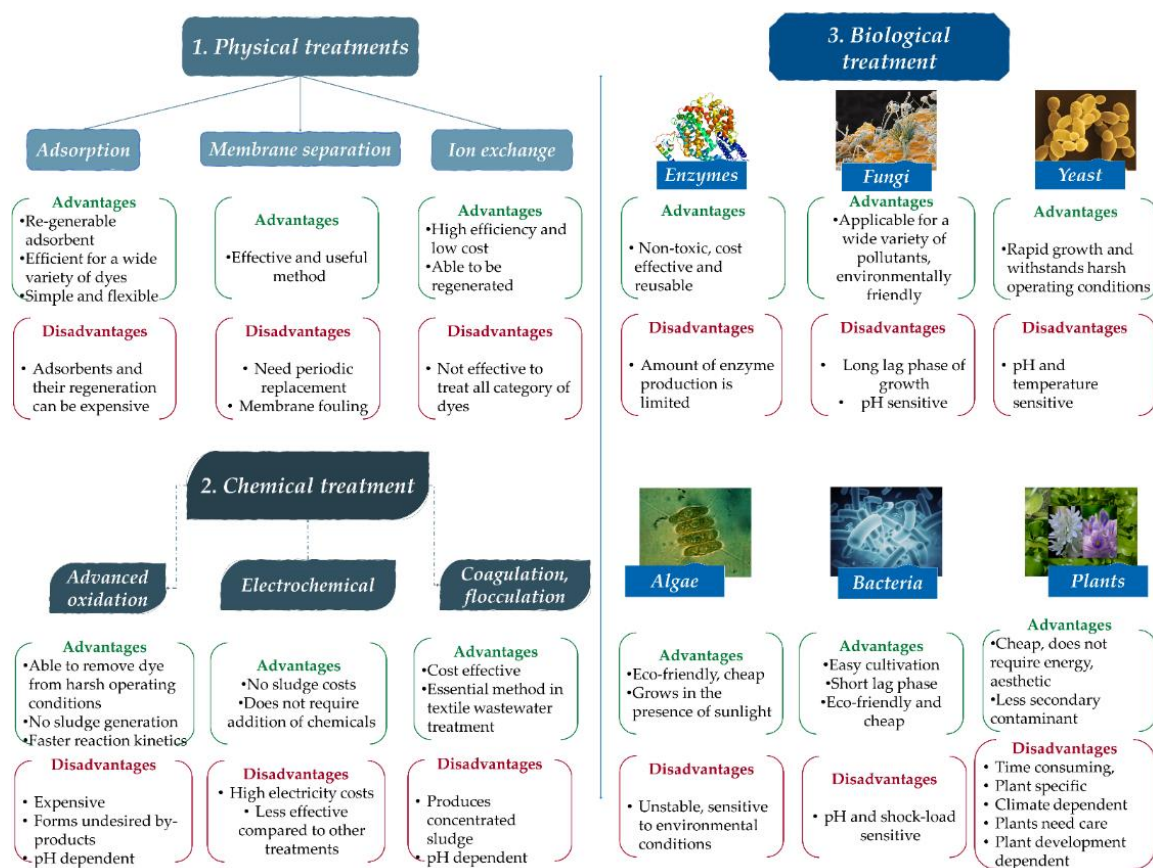 1. Physical treatments
Adsorption
Membrane separation
Ion exchange
Advantages
•Re-generable
adsorbent
•Efficient for a wide
variety of dyes
•Simple and flexible
Advantages
•Effective and useful
method
Advantages
•High efficiency and
low cost
•Able to be
regenerated
Disadvantages
• Adsorbents and
their regeneration
can be expensive
Disadvantages
• Need periodic
replacement
• Membrane fouling
Disadvantages
• Not effective to
treat all category of
dyes
2. Chemical treatment
Advanced
oxidation
Electrochemical
Coagulation,
flocculation
Advantages
•Able to remove dye
from harsh operating
conditions
•No sludge generation
•Faster reaction kinetics
Advantages
•No sludge costs
•Does not require
addition of chemicals
Advantages
•Cost effective
•Essential method in
textile wastewater
treatment
Disadvantages
• Expensive
• Forms undesired by-
products
• pH dependent
Disadvantages
• High electricity costs
• Less effective
compared to other
treatments
Disadvantages
• Produces
concentrated
sludge
• pH dependent
3. Biological
treatment
Enzymes
Fungi
Yeast
Advantages
• Non-toxic, cost
effective and
reusable
Advantages
•Applicable for a
wide variety of
pollutants,
environmentally
friendly
Advantages
• Rapid growth and
withstands harsh
operating conditions
Disadvantages
• Amount of enzyme
production is
limited
Disadvantages
• Long lag phase of
growth
• pH sensitive
Disadvantages
• pH and
temperature
sensitive
Algae
Bacteria
Plants
Advantages
•Eco-friendly, cheap
•Grows in the
presence of sunlight
Advantages
•Easy cultivation
•Short lag phase
•Eco-friendly and
cheap
Advantages
•Cheap, does not
require energy,
aesthetic
•Less secondary
contaminant
Disadvantages
• Unstable, sensitive
to environmental
conditions
Disadvantages
• pH and shock-load
sensitive
Disadvantages
• Time consuming,
• Plant specific
• Climate dependent
• Plants need care
• Plant development
dependent